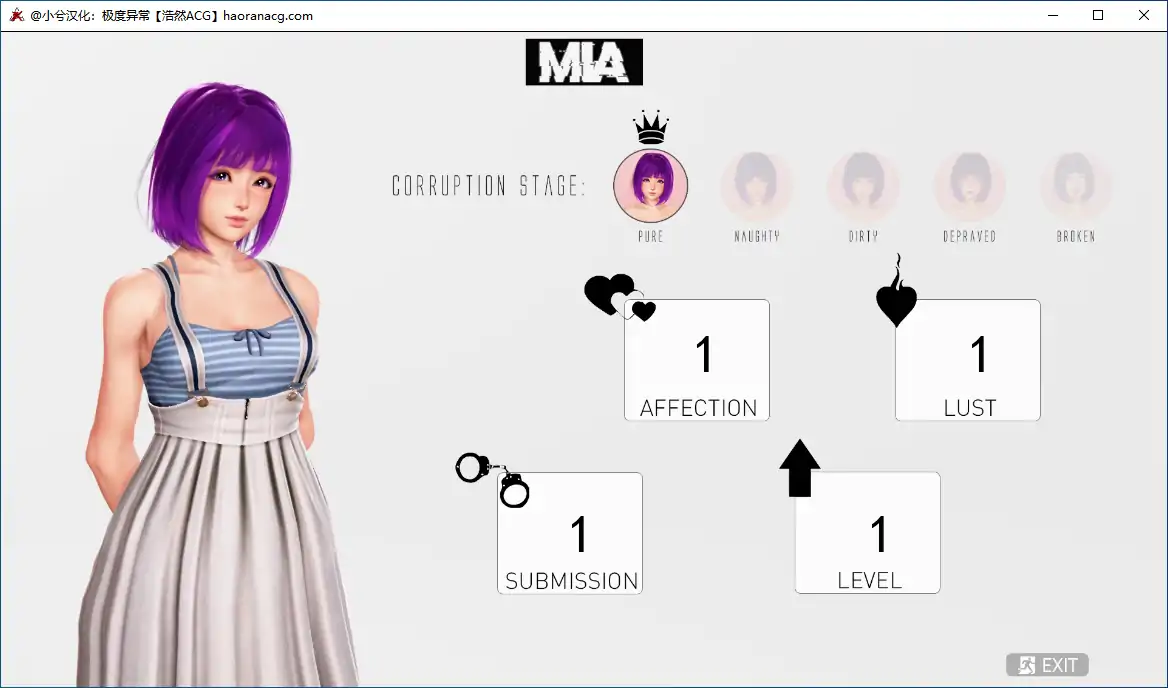 @小兮汉化：极度异常【浩然ACG】haoranacg.com
MIA
CORRUPTION STAGE:
PURE
NAUGHTY
DIRTY
DEPRAVED
BROKEN
1
AFFECTION
1
LUST
1
SUBMISSION
1
LEVEL
EXIT